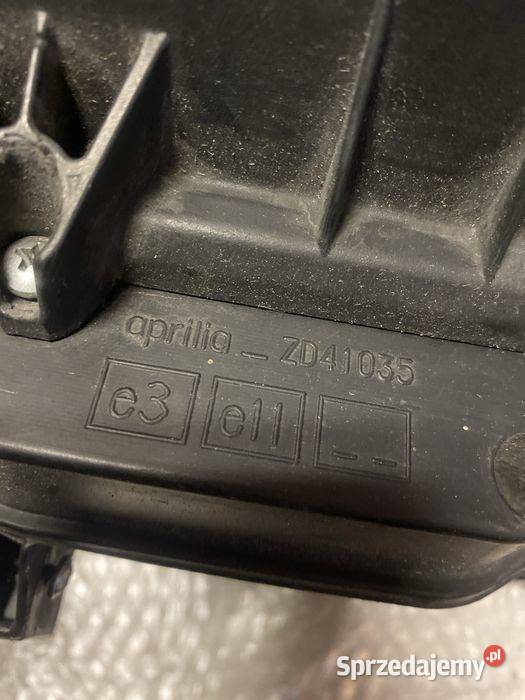 aprilia _ ZD41035
e3 e11 _ _
Sprzedajemy.pl